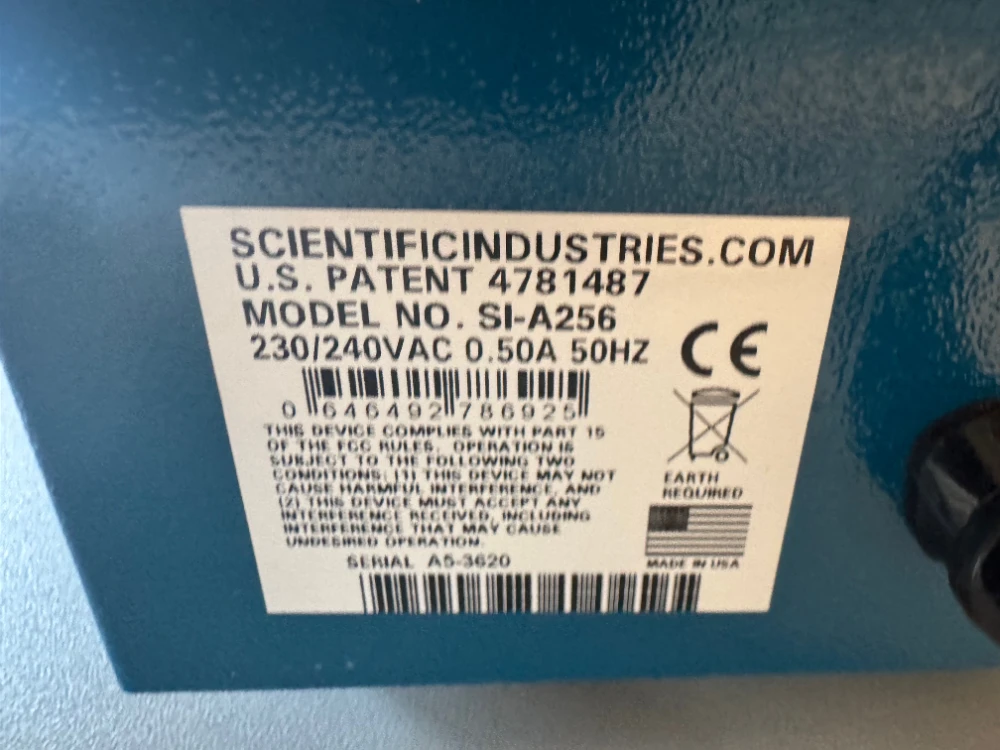 SCIENTIFICINDUSTRIES.COM
U.S. PATENT 4781487
MODEL NO. SI-A256
230/240VAC 0.50A 50HZ
CE
0 646492 786925
THIS DEVICE COMPLIES WITH PART 15
OF THE FCC RULES. OPERATION IS
SUBJECT TO THE FOLLOWING TWO
CONDITIONS: (1) THIS DEVICE MAY NOT
CAUSE HARMFUL INTERFERENCE, AND
(2) THIS DEVICE MUST ACCEPT ANY
INTERFERENCE RECEIVED, INCLUDING
INTERFERENCE THAT MAY CAUSE
UNDESIRED OPERATION.
EARTH
REQUIRED
MADE IN USA
SERIAL A5-3620